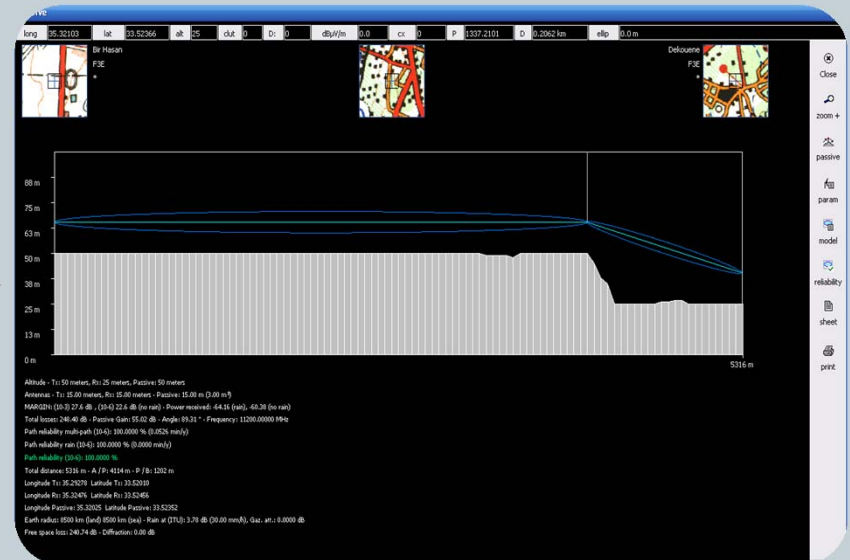 long 35.32103 lat 33.52366 alt 25 clut 0 D: 0 dBµV/m 0.0 cx 0 P 1337.2101 D 0.2062 km ellip 0.0 m
Bir Hasan
F3E
*
Dekouene
F3E
*
Close
zoom +
passive
param
model
reliability
sheet
print
88 m
75 m
63 m
50 m
38 m
25 m
13 m
0 m
5316 m
Altitude - Tx: 50 meters, Rx: 25 meters, Passive: 50 meters
Antennas - Tx: 15.00 meters, Rx: 15.00 meters - Passive: 15.00 m (3.00 m²)
MARGIN: (10-3) 27.6 dB , (10-6) 22.6 dB (no rain) - Power received: -64.16 (rain), -60.38 (no rain)
Total losses: 248.40 dB - Passive Gain: 55.02 dB - Angle: 89.31 ° - Frequency: 11200.00000 MHz
Path reliability multi-path (10-6): 100.0000 % (0.0526 min/y)
Path reliability rain (10-6): 100.0000 % (0.0000 min/y)
Path reliability (10-6): 100.0000 %
Total distance: 5316 m - A / P: 4114 m - P / B: 1202 m
Longitude Tx: 35.29270 Latitude Tx: 33.52010
Longitude Rx: 35.32476 Latitude Rx: 33.52456
Longitude Passive: 35.32025 Latitude Passive: 33.52352
Earth radius: 8500 km (land) 8500 km (sea) - Rain at (ITU): 3.78 dB (30.00 mm/h), Gaz. att.: 0.0000 dB
Free space loss: 240.74 dB - Diffraction: 0.00 dB